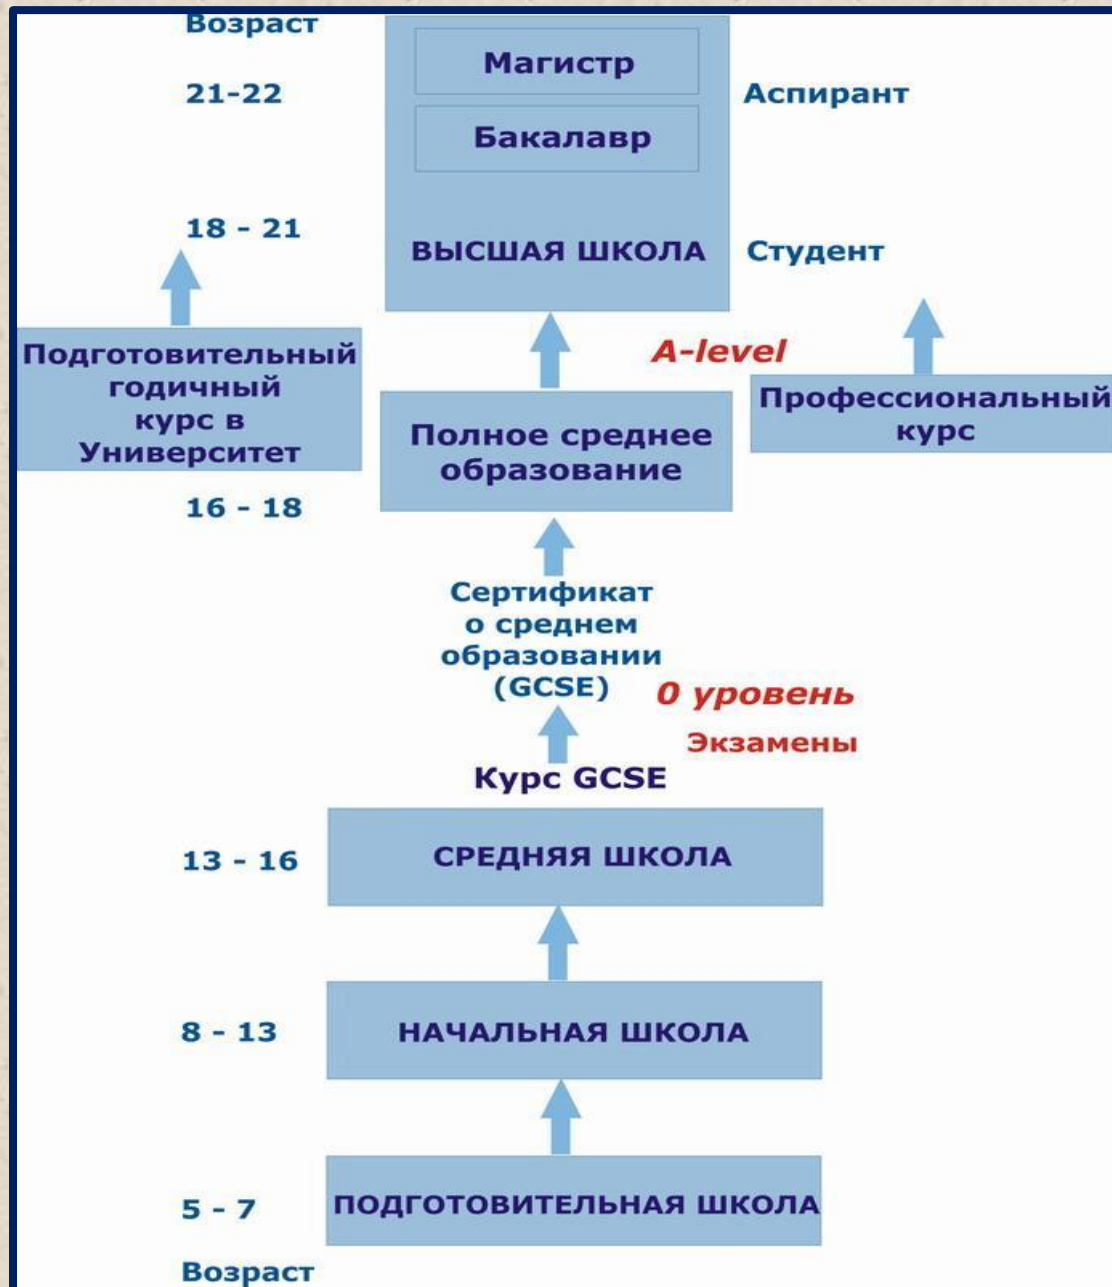 Возраст
Магистр
21-22
Аспирант
Бакалавр
18 - 21
ВЫСШАЯ ШКОЛА
Студент
Подготовительный
годичный
курс в
Университет
A-level
Профессиональный
курс
Полное среднее
образование
16 - 18
Сертификат
о среднем
образовании
(GCSE)
0 уровень
Экзамены
Курс GCSE
13 - 16
СРЕДНЯЯ ШКОЛА
8 - 13
НАЧАЛЬНАЯ ШКОЛА
5 - 7
ПОДГОТОВИТЕЛЬНАЯ ШКОЛА
Возраст